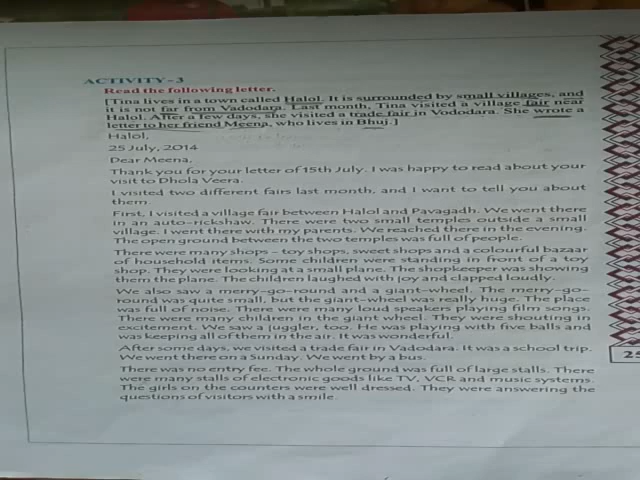 ACTIVITY - 3
Read the following letter.
[Tina lives in a town called Halol. It is surrounded by small villages, and
it is not far from Vadodara. Last month, Tina visited a village fair near
Halol. After a few days, she visited a trade fair in Vododara. She wrote a
letter to her friend Meena, who lives in Bhuj.]
Halol,
25 July, 2014
Dear Meena,
Thank you for your letter of 15th July. I was happy to read about your
visit to Dhola Veera.
I visited two different fairs last month, and I want to tell you about
them.
First, I visited a village fair between Halol and Pavagadh. We went there
in an auto-rickshaw. There were two small temples outside a small
village. I went there with my parents. We reached there in the evening.
The open ground between the two temples was full of people.
There were many shops – toy shops, sweet shops and a colourful bazaar
of household items. Some children were standing in front of a toy
shop. They were looking at a small plane. The shopkeeper was showing
them the plane. The children laughed with joy and clapped loudly.
We also saw a merry-go-round and a giant-wheel. The merry-go-
round was quite small, but the giant-wheel was really huge. The place
was full of noise. There were many loud speakers playing film songs.
There were many children in the giant wheel. They were shouting in
excitement. We saw a juggler, too. He was playing with five balls and
was keeping all of them in the air. It was wonderful.
After some days, we visited a trade fair in Vadodara. It was a school trip.
We went there on a Sunday. We went by a bus.
There was no entry fee. The whole ground was full of large stalls. There
were many stalls of electronic goods like TV, VCR and music systems.
The girls on the counters were well dressed. They were answering the
questions of visitors with a smile.